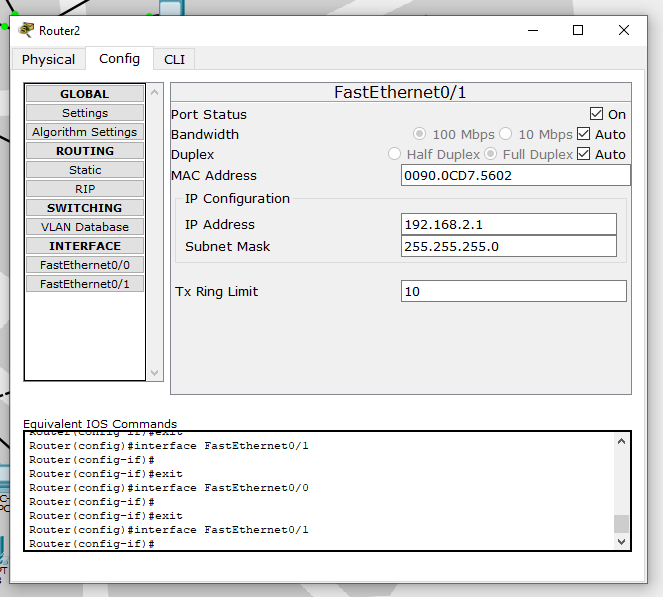 Router2
Physical Config CLI
GLOBAL
Settings
Algorithm Settings
ROUTING
Static
RIP
SWITCHING
VLAN Database
INTERFACE
FastEthernet0/0
FastEthernet0/1
FastEthernet0/1
Port Status On
Bandwidth 100 Mbps 10 Mbps Auto
Duplex Half Duplex Full Duplex Auto
MAC Address 0090.0CD7.5602
IP Configuration
IP Address 192.168.2.1
Subnet Mask 255.255.255.0
Tx Ring Limit 10
Equivalent IOS Commands
Router(config-if)#exit
Router(config)#interface FastEthernet0/1
Router(config-if)#
Router(config-if)#exit
Router(config)#interface FastEthernet0/0
Router(config-if)#
Router(config-if)#exit
Router(config)#interface FastEthernet0/1
Router(config-if)#